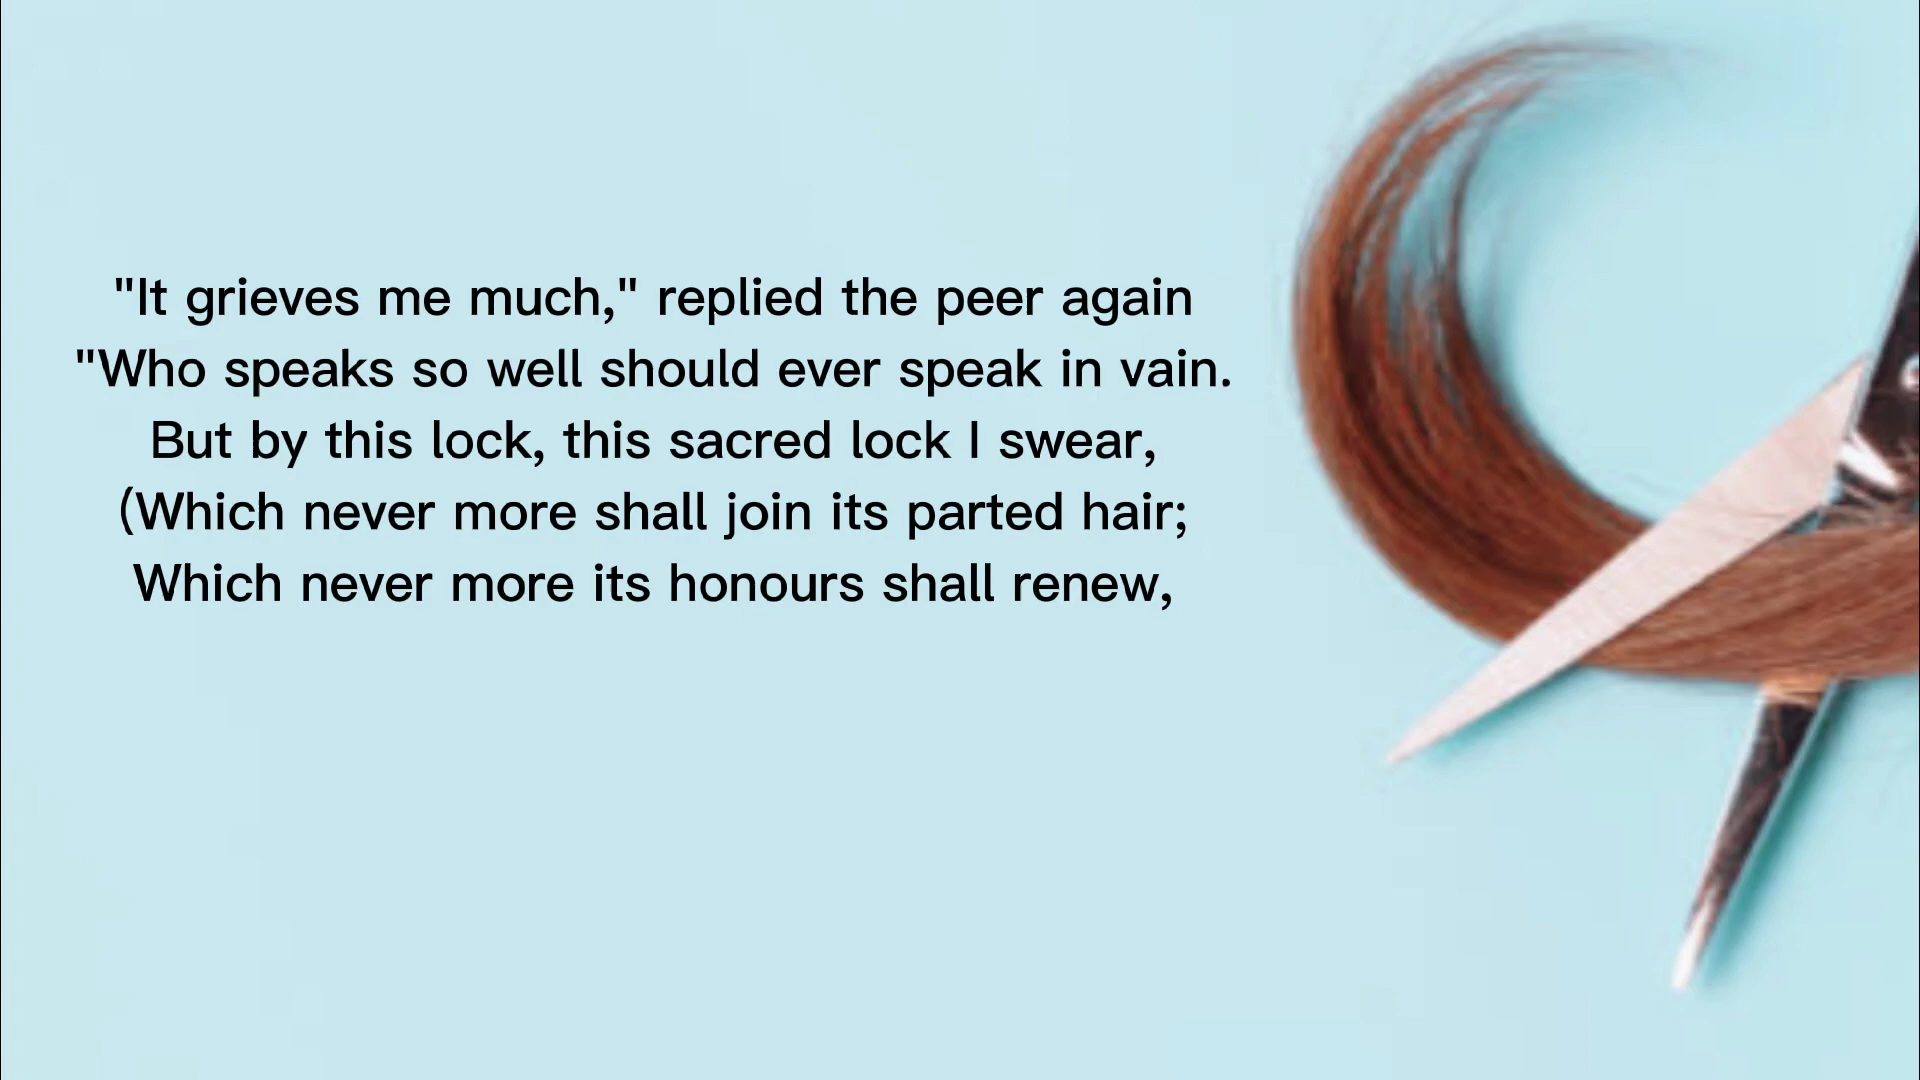 "It grieves me much," replied the peer again
"Who speaks so well should ever speak in vain.
But by this lock, this sacred lock I swear,
(Which never more shall join its parted hair;
Which never more its honours shall renew,